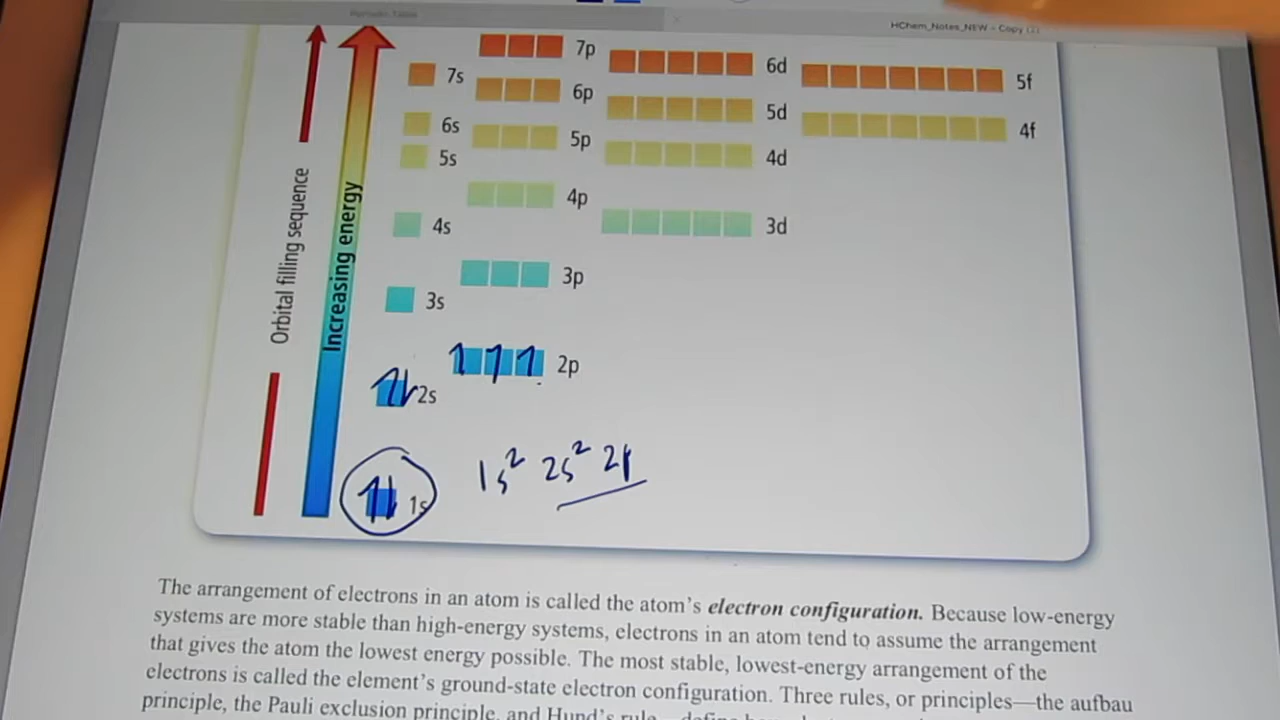 HChem_Notes_NEW - Copy (2)
7p
6d
5f
7s
6p
5d
4f
6s
5p
4d
5s
4p
4s
3d
3p
3s
2p
2s
1s
Orbital filling sequence
Increasing energy
1s² 2s² 2p
The arrangement of electrons in an atom is called the atom's electron configuration. Because low-energy
systems are more stable than high-energy systems, electrons in an atom tend to assume the arrangement
that gives the atom the lowest energy possible. The most stable, lowest-energy arrangement of the
electrons is called the element's ground-state electron configuration. Three rules, or principles—the aufbau
principle, the Pauli exclusion principle, and Hund's rule—define how